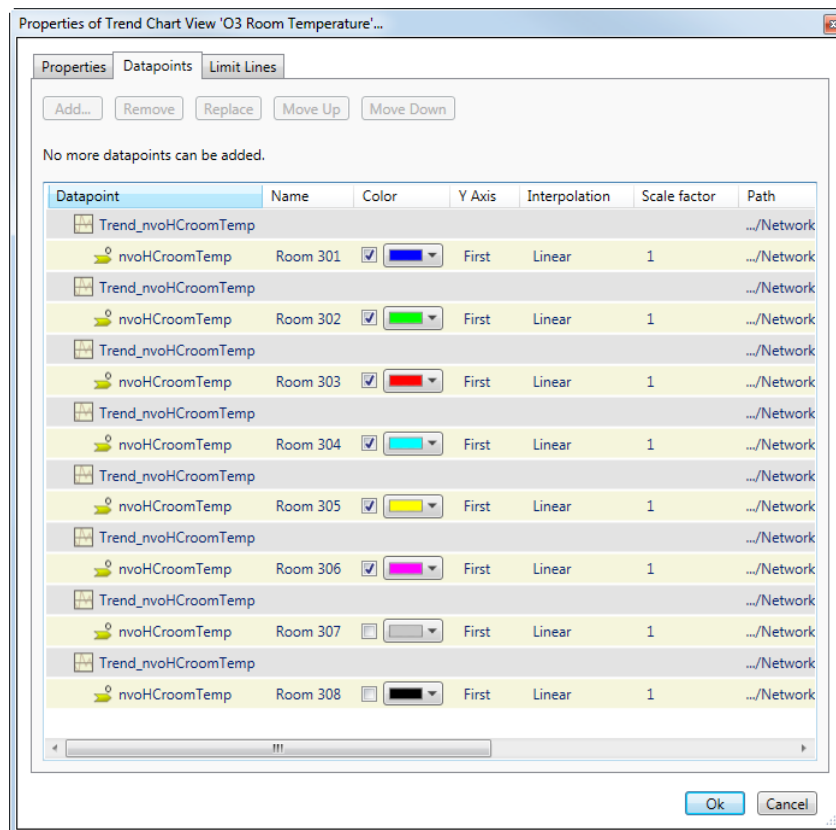 Properties of Trend Chart View 'O3 Room Temperature'...
Properties Datapoints Limit Lines
Add... Remove Replace Move Up Move Down
No more datapoints can be added.
Datapoint Name Color Y Axis Interpolation Scale factor Path
Trend_nvoHCroomTemp .../Network
nvoHCroomTemp Room 301 First Linear 1 .../Network
Trend_nvoHCroomTemp .../Network
nvoHCroomTemp Room 302 First Linear 1 .../Network
Trend_nvoHCroomTemp .../Network
nvoHCroomTemp Room 303 First Linear 1 .../Network
Trend_nvoHCroomTemp .../Network
nvoHCroomTemp Room 304 First Linear 1 .../Network
Trend_nvoHCroomTemp .../Network
nvoHCroomTemp Room 305 First Linear 1 .../Network
Trend_nvoHCroomTemp .../Network
nvoHCroomTemp Room 306 First Linear 1 .../Network
Trend_nvoHCroomTemp .../Network
nvoHCroomTemp Room 307 First Linear 1 .../Network
Trend_nvoHCroomTemp .../Network
nvoHCroomTemp Room 308 First Linear 1 .../Network
Ok Cancel